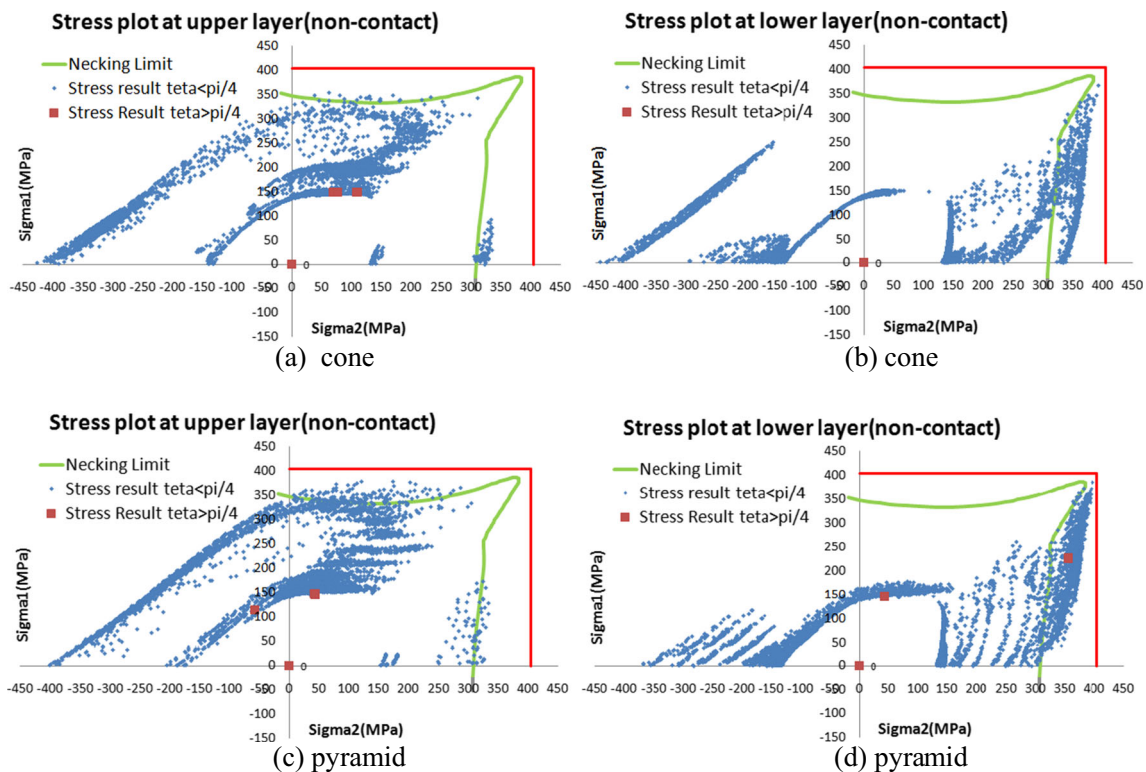 Stress plot at upper layer(non-contact)
450
400
350
300
250
200
150
100
50
0
-50
-100
-150
Necking Limit
Stress result teta<pi/4
Stress Result teta>pi/4
Sigma1(MPa)
-450 -400 -350 -300 -250 -200 -150 -100 -50 0 50 100 150 200 250 300 350 400 450
Sigma2(MPa)
(a) cone
Stress plot at lower layer(non-contact)
450
400
350
300
250
200
150
100
50
0
-50
-100
-150
Necking Limit
Stress result teta<pi/4
Stress Result teta>pi/4
Sigma1(MPa)
-450 -400 -350 -300 -250 -200 -150 -100 -50 0 50 100 150 200 250 300 350 400 450
Sigma2(MPa)
(b) cone
Stress plot at upper layer(non-contact)
450
400
350
300
250
200
150
100
50
0
-50
-100
-150
Necking Limit
Stress result teta<pi/4
Stress Result teta>pi/4
Sigma1(MPa)
-450 -400 -350 -300 -250 -200 -150 -100 -50 0 50 100 150 200 250 300 350 400 450
Sigma2(MPa)
(c) pyramid
Stress plot at lower layer(non-contact)
450
400
350
300
250
200
150
100
50
0
-50
-100
-150
Necking Limit
Stress result teta<pi/4
Stress Result teta>pi/4
Sigma1(MPa)
-450 -400 -350 -300 -250 -200 -150 -100 -50 0 50 100 150 200 250 300 350 400 450
Sigma2(MPa)
(d) pyramid